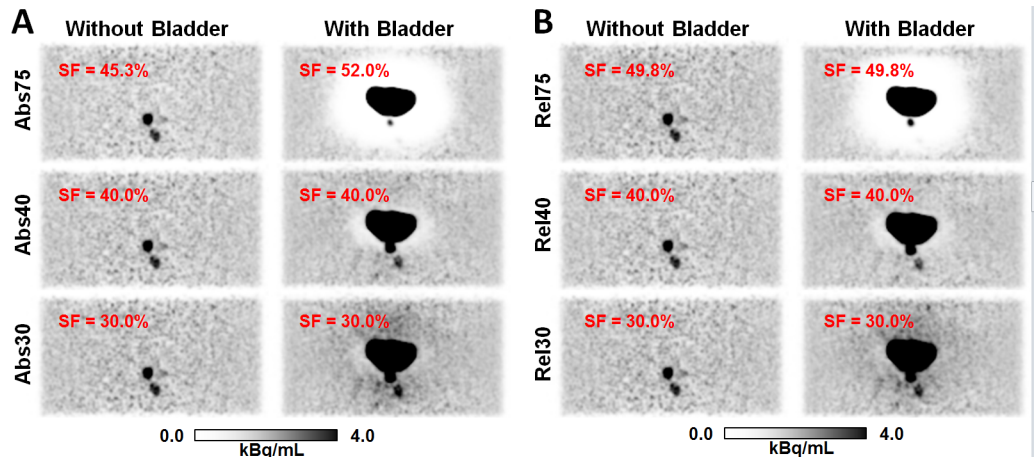 A
Without Bladder
With Bladder
Abs75
SF = 45.3%
SF = 52.0%
Abs40
SF = 40.0%
SF = 40.0%
Abs30
SF = 30.0%
SF = 30.0%
0.0
4.0
kBq/mL
B
Without Bladder
With Bladder
Rel75
SF = 49.8%
SF = 49.8%
Rel40
SF = 40.0%
SF = 40.0%
Rel30
SF = 30.0%
SF = 30.0%
0.0
4.0
kBq/mL